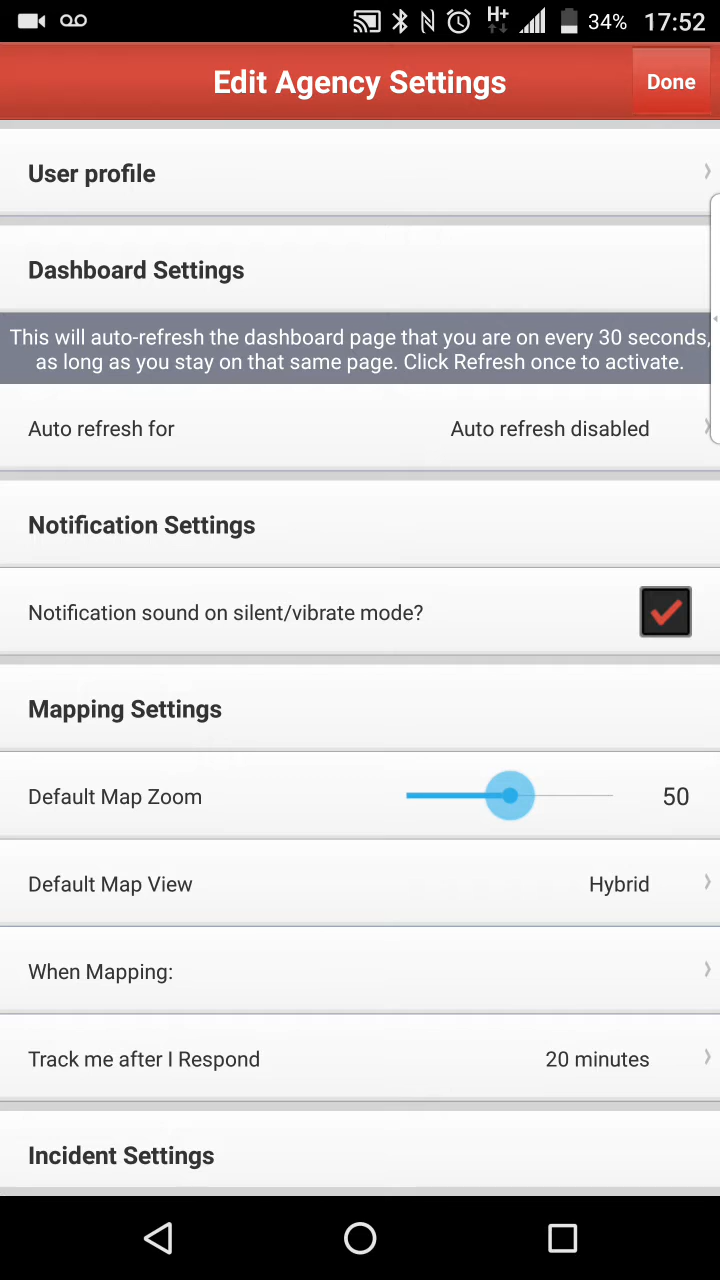 H+ 34% 17:52
Edit Agency Settings Done
User profile
Dashboard Settings
This will auto-refresh the dashboard page that you are on every 30 seconds,
as long as you stay on that same page. Click Refresh once to activate.
Auto refresh for Auto refresh disabled
Notification Settings
Notification sound on silent/vibrate mode?
Mapping Settings
Default Map Zoom 50
Default Map View Hybrid
When Mapping:
Track me after I Respond 20 minutes
Incident Settings